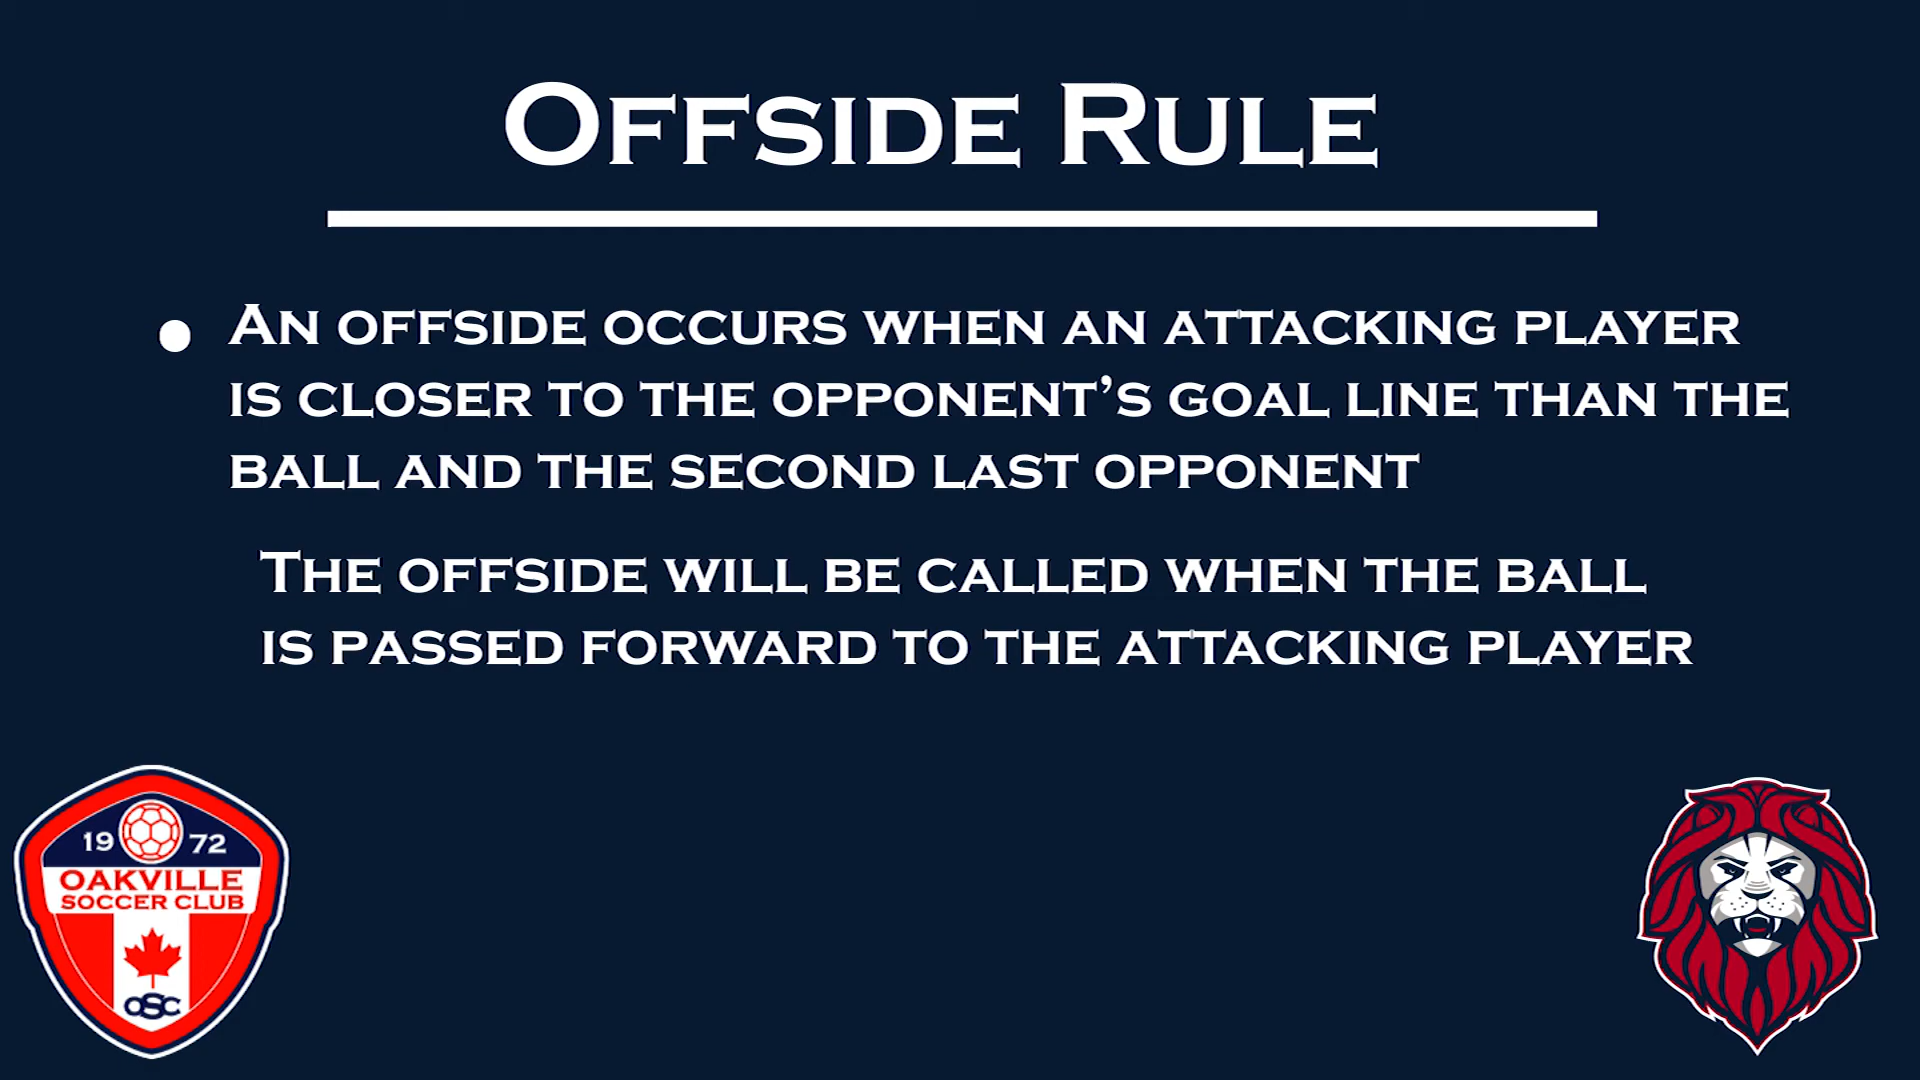 Offside Rule
• An offside occurs when an attacking player
is closer to the opponent’s goal line than the
ball and the second last opponent
The offside will be called when the ball
is passed forward to the attacking player
19 72
OAKVILLE
SOCCER CLUB
OSC